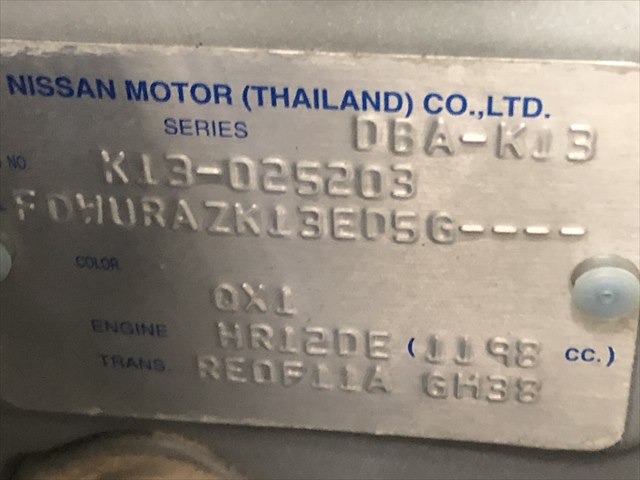 NISSAN MOTOR (THAILAND) CO.,LTD.
SERIES DBA-K13
NO. K13-025203
FDWURAZK13EDSG----
COLOR
QX1
ENGINE HR12DE (1198 CC.)
TRANS. RE0F11A GH38